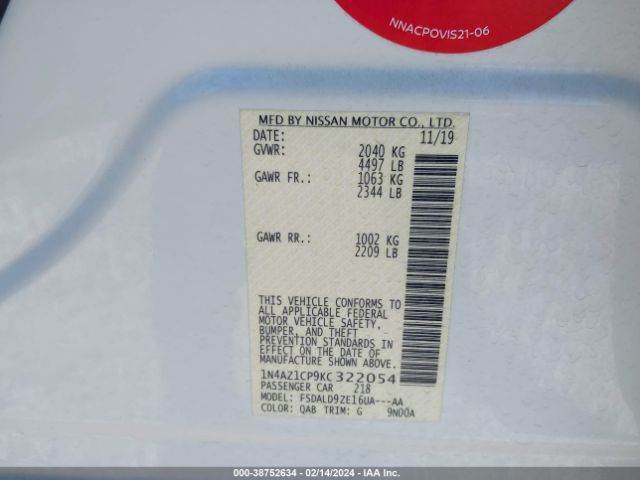 NNACPOVIS21-06
MFD BY NISSAN MOTOR CO., LTD.
DATE: 11/19
GVWR: 2040 KG
4497 LB
GAWR FR.: 1063 KG
2344 LB
GAWR RR.: 1002 KG
2209 LB
THIS VEHICLE CONFORMS TO
ALL APPLICABLE FEDERAL
MOTOR VEHICLE SAFETY,
BUMPER, AND THEFT
PREVENTION STANDARDS IN
EFFECT ON THE DATE OF
MANUFACTURE SHOWN ABOVE.
1N4AZ1CP9KC322054
PASSENGER CAR 218
MODEL: FSDALD9ZE16UA---AA
COLOR: QAB TRIM: G 9N00A
000-38752634 - 02/14/2024 - IAA Inc.